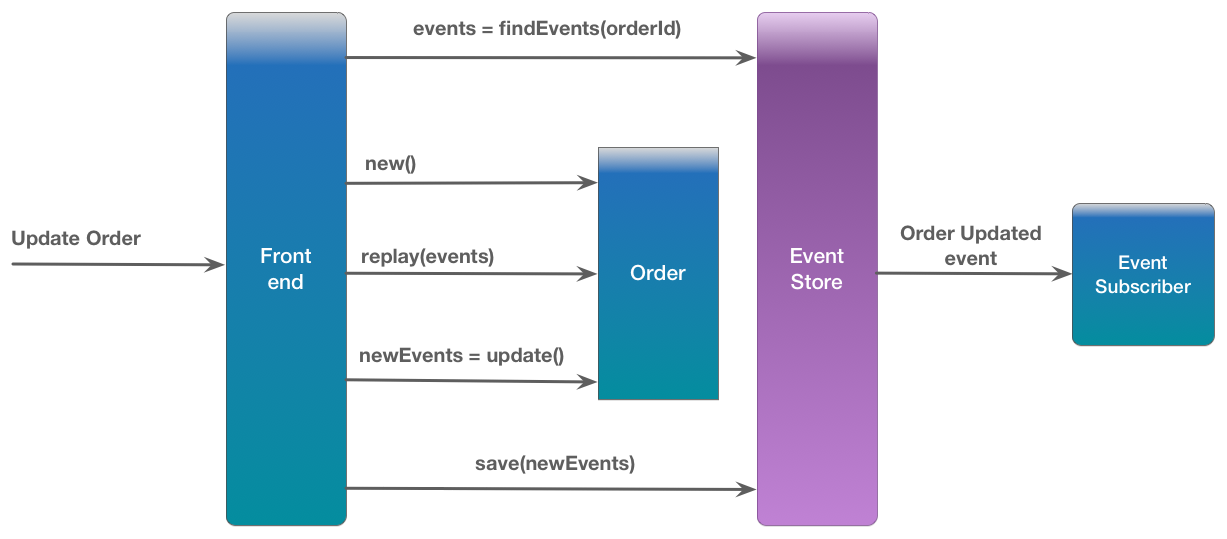 events = findEvents(orderId)
new()
Update Order
Front
end
replay(events)
Order
Event
Store
Order Updated
event
Event
Subscriber
newEvents = update()
save(newEvents)